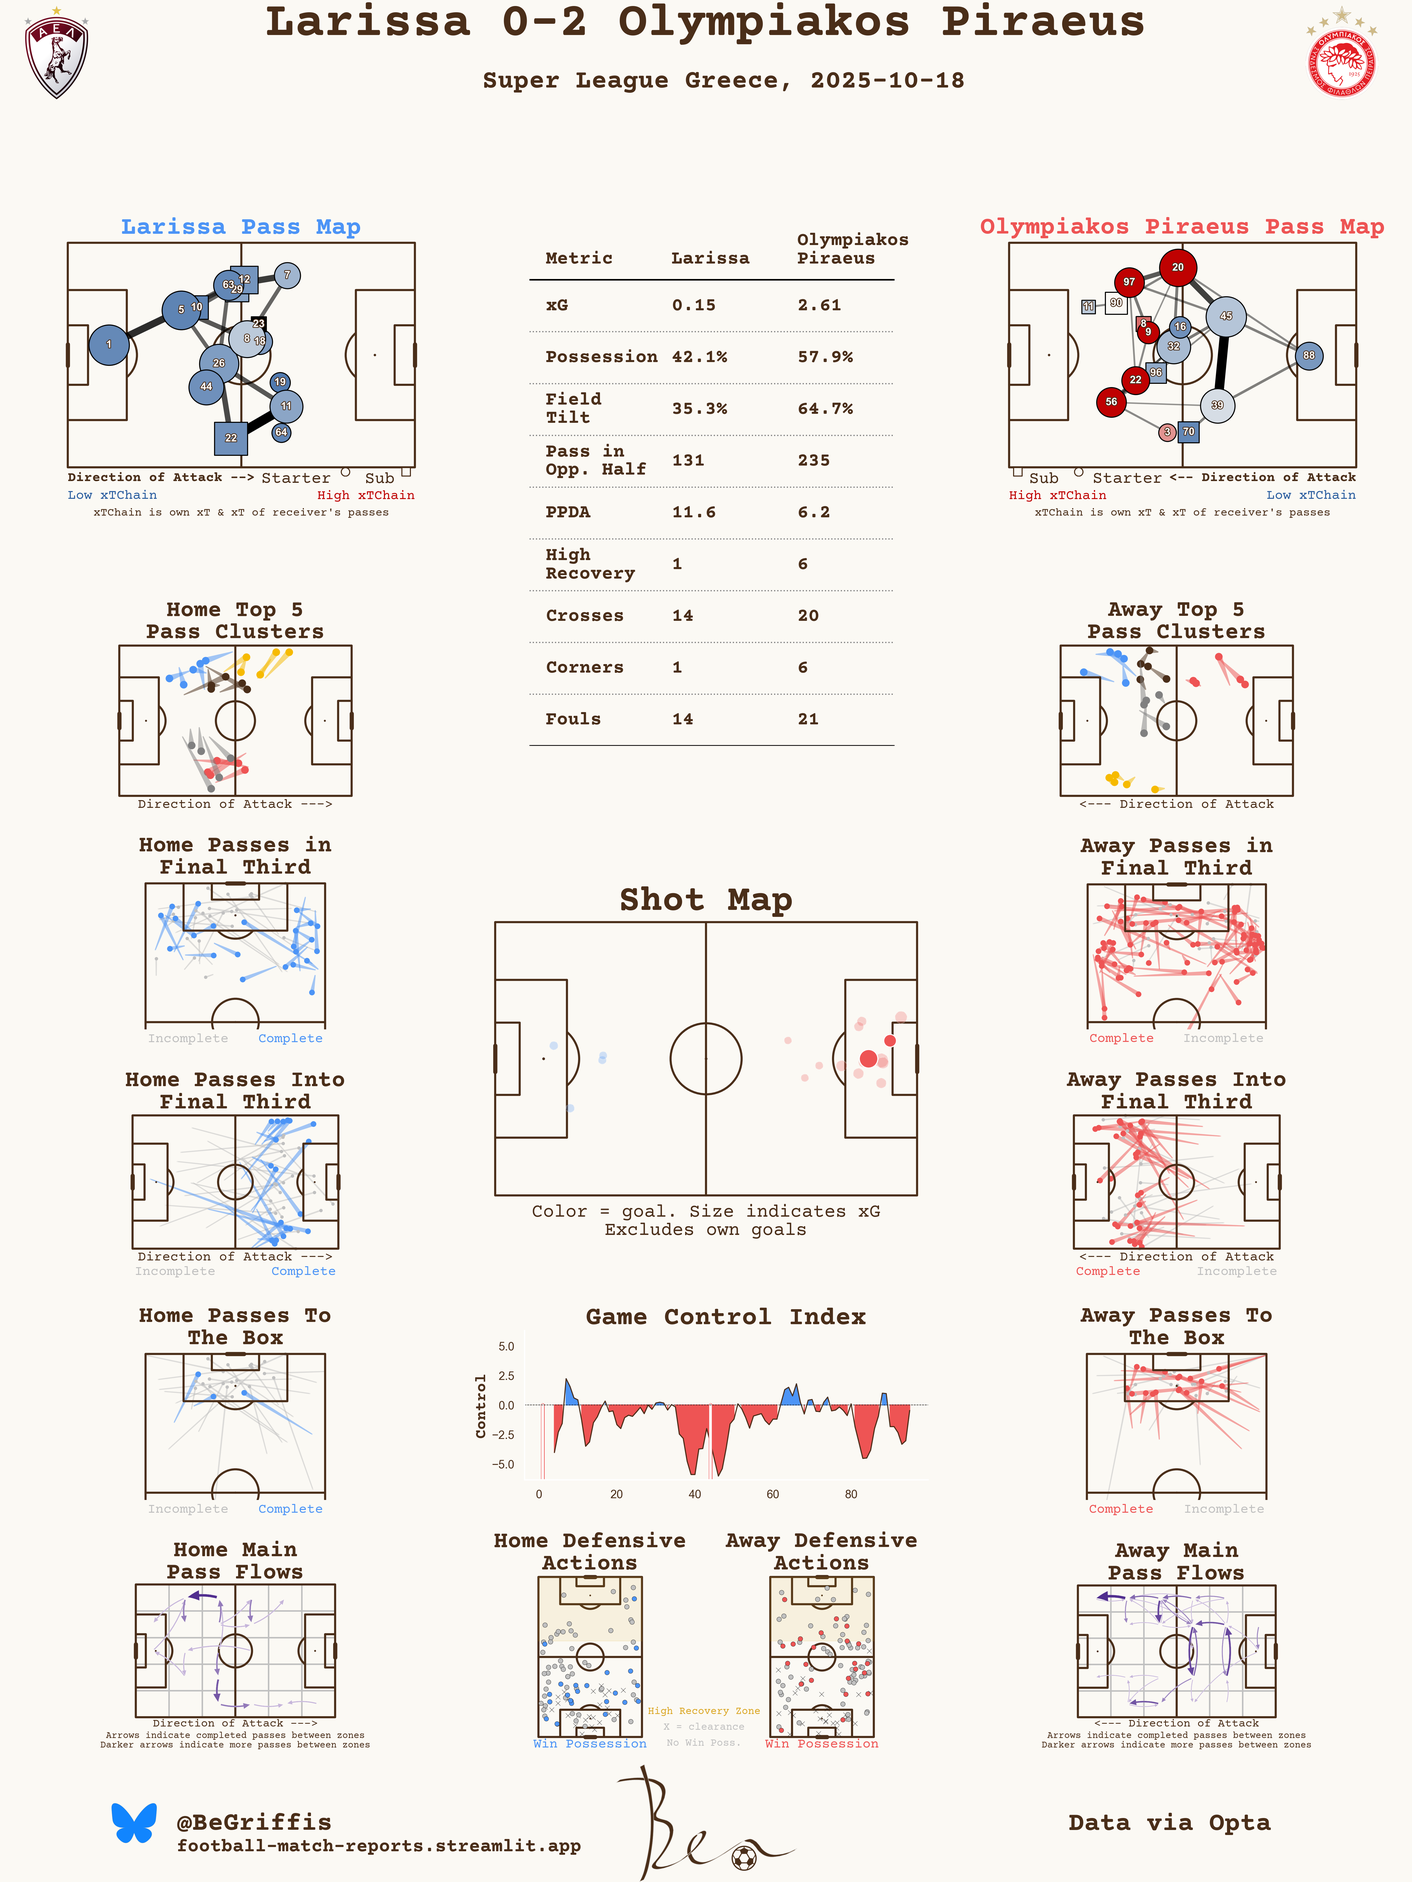 Larissa 0-2 Olympiakos Piraeus
Super League Greece, 2025-10-18
ΑΕΛ
1925
Larissa Pass Map
1
5
10
63
12
29
7
23
8
18
26
44
19
11
22
64
Direction of Attack --> Starter Sub
Low xTChain High xTChain
xTChain is own xT & xT of receiver's passes
Metric Larissa Olympiakos Piraeus
xG 0.15 2.61
Possession 42.1% 57.9%
Field Tilt 35.3% 64.7%
Pass in Opp. Half 131 235
PPDA 11.6 6.2
High Recovery 1 6
Crosses 14 20
Corners 1 6
Fouls 14 21
Olympiakos Piraeus Pass Map
20
97
11
90
8
9
16
45
32
88
96
22
56
39
3
70
Sub Starter <-- Direction of Attack
High xTChain Low xTChain
xTChain is own xT & xT of receiver's passes
Home Top 5
Pass Clusters
Direction of Attack --->
Away Top 5
Pass Clusters
<--- Direction of Attack
Home Passes in
Final Third
Incomplete Complete
Shot Map
Color = goal. Size indicates xG
Excludes own goals
Away Passes in
Final Third
Complete Incomplete
Home Passes Into
Final Third
Direction of Attack --->
Incomplete Complete
Away Passes Into
Final Third
<--- Direction of Attack
Complete Incomplete
Home Passes To
The Box
Incomplete Complete
Game Control Index
Control
5.0
2.5
0.0
−2.5
−5.0
0 20 40 60 80
Away Passes To
The Box
Complete Incomplete
Home Main
Pass Flows
Direction of Attack --->
Arrows indicate completed passes between zones
Darker arrows indicate more passes between zones
Home Defensive
Actions
Win Possession
High Recovery Zone
X = clearance
No Win Poss.
Away Defensive
Actions
Win Possession
Away Main
Pass Flows
<--- Direction of Attack
Arrows indicate completed passes between zones
Darker arrows indicate more passes between zones
@BeGriffis
football-match-reports.streamlit.app
Ben
Data via Opta